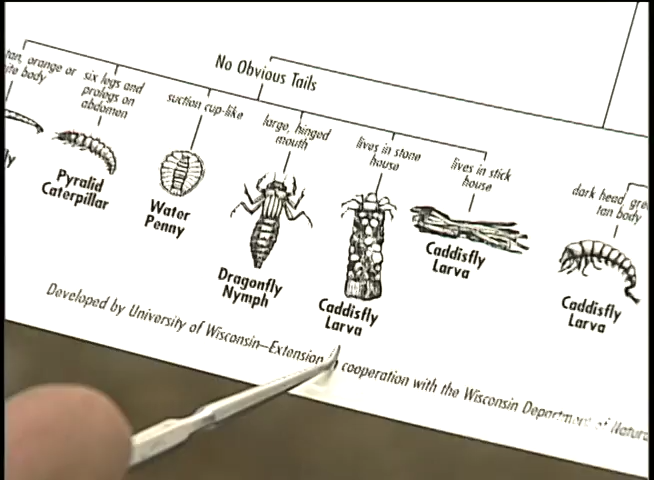 No Obvious Tails
tan, orange or
body
six legs and
prolegs on
abdomen
suction cup-like
large, hinged
mouth
lives in stone
house
lives in stick
house
dark head,
tan body
Pyralid
Caterpillar
Water
Penny
Dragonfly
Nymph
Caddisfly
Larva
Caddisfly
Larva
Caddisfly
Larva
Developed by University of Wisconsin–Extension cooperation with the Wisconsin Department of